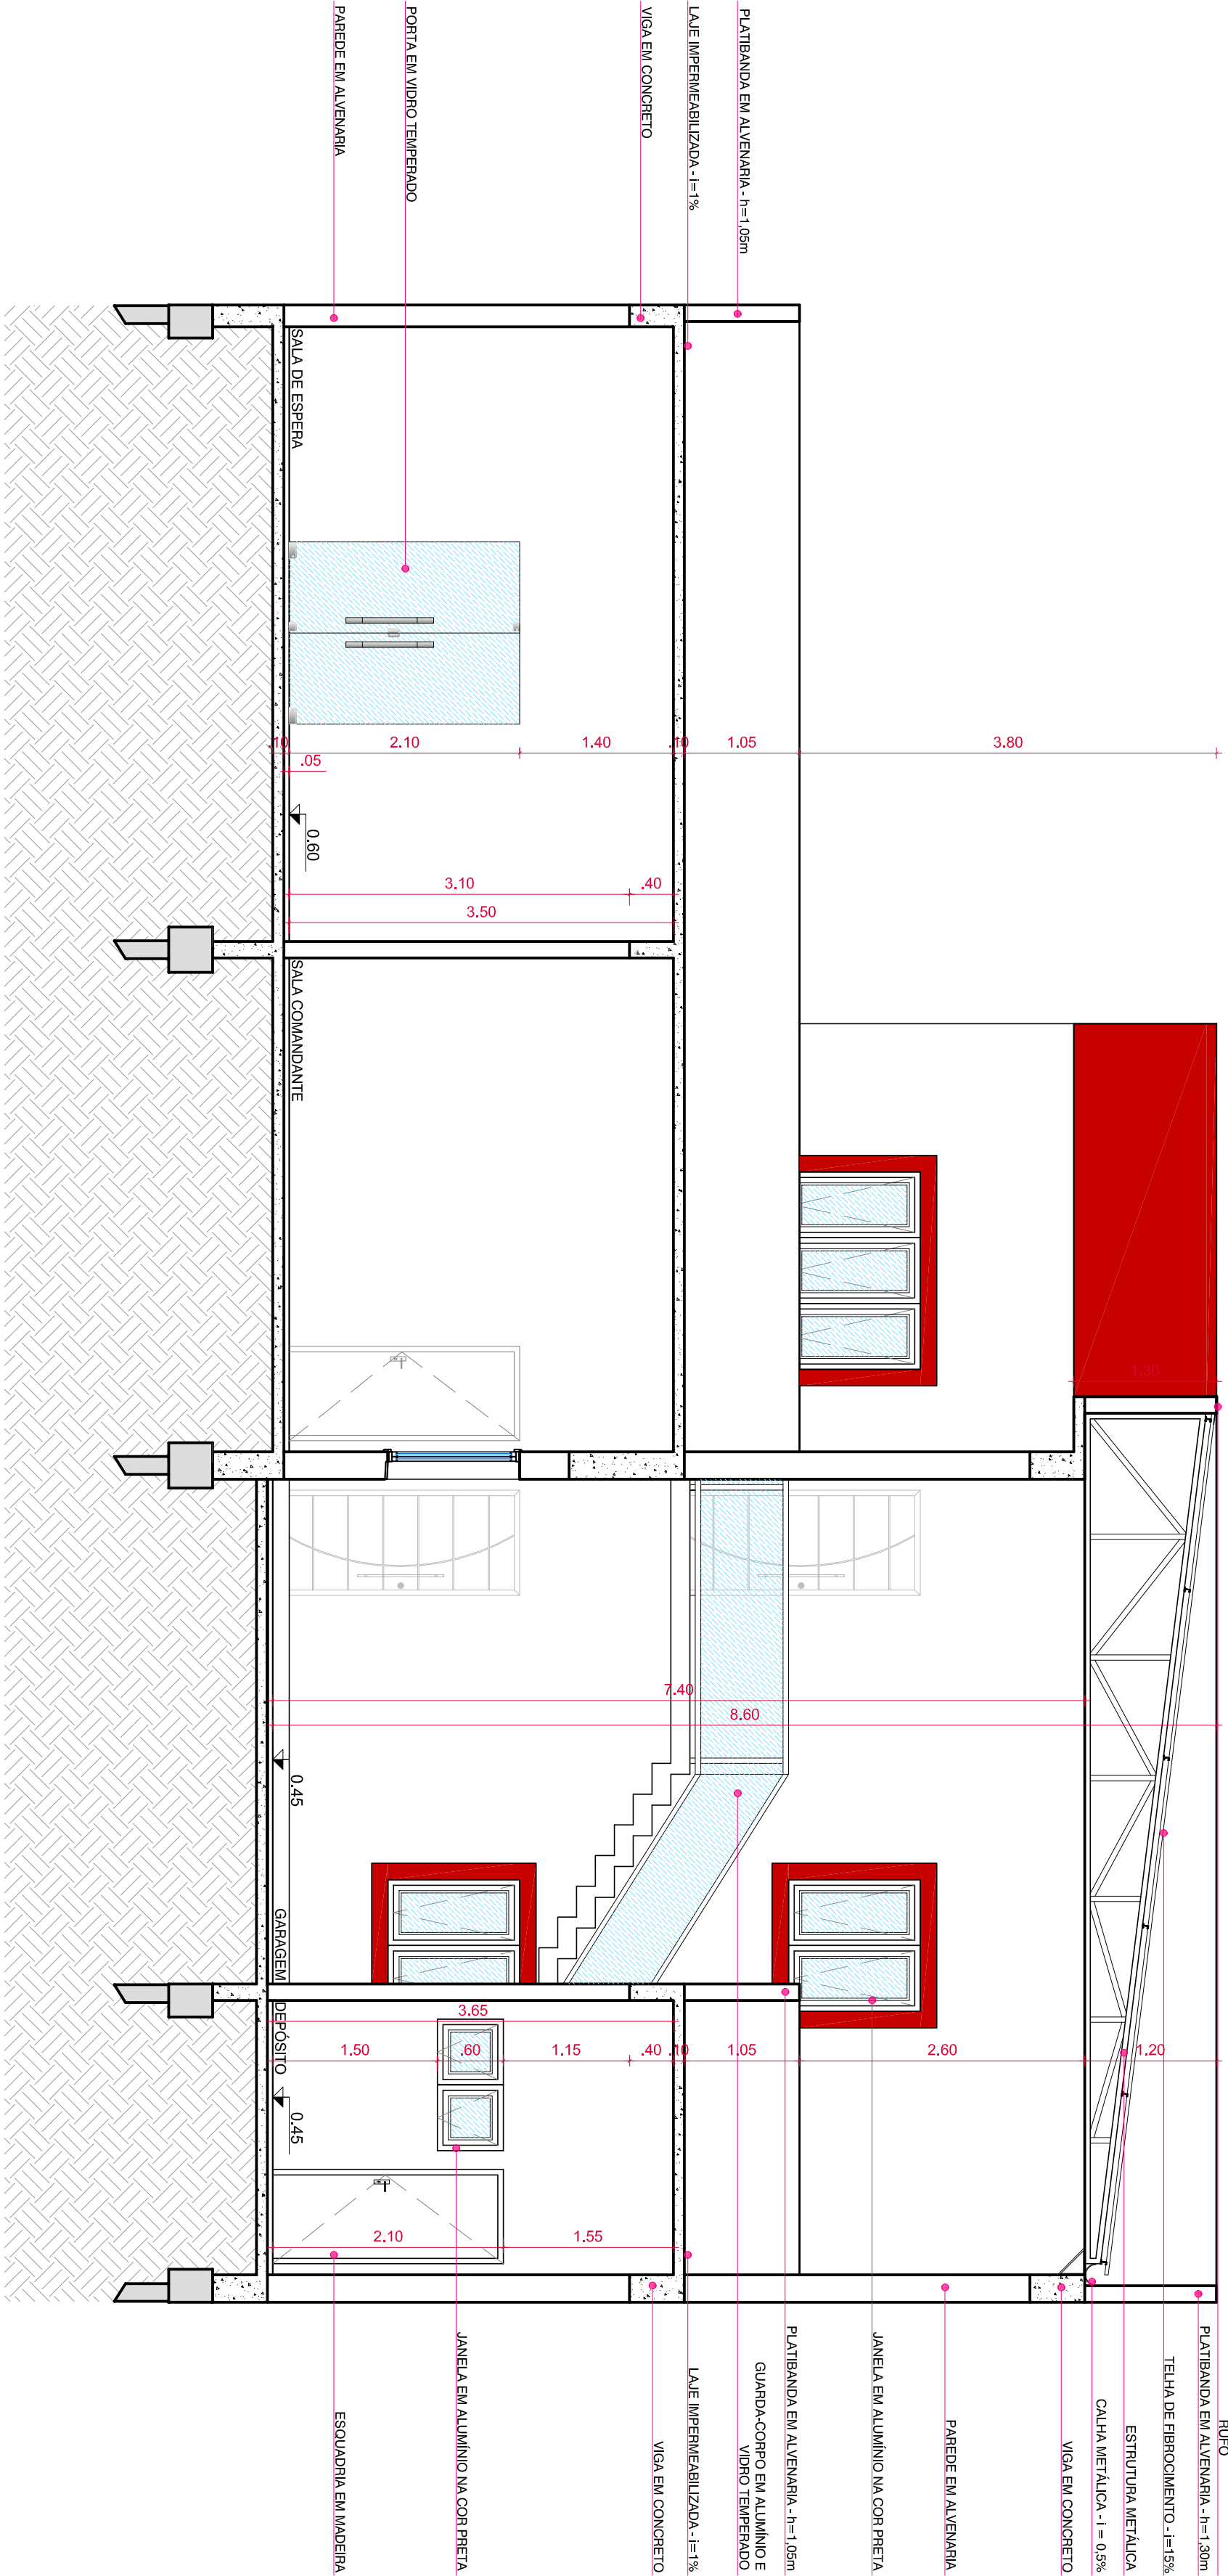 PLATIBANDA EM ALVENARIA - h=1,05m
LAJE IMPERMEABILIZADA - i=1%
VIGA EM CONCRETO
PORTA EM VIDRO TEMPERADO
PAREDE EM ALVENARIA
SALA DE ESPERA
.10
.05
2.10
1.40
.10
1.05
3.80
0.60
3.10
.40
3.50
SALA COMANDANTE
1.30
7.40
8.60
0.45
GARAGEM
DEPÓSITO
3.65
1.50
.60
1.15
.40
.10
1.05
2.60
1.20
0.45
2.10
1.55
RUFO
PLATIBANDA EM ALVENARIA - h=1,30m
TELHA DE FIBROCIMENTO - i=15%
ESTRUTURA METÁLICA
CALHA METÁLICA - i = 0,5%
VIGA EM CONCRETO
PAREDE EM ALVENARIA
JANELA EM ALUMÍNIO NA COR PRETA
PLATIBANDA EM ALVENARIA - h=1,05m
GUARDA-CORPO EM ALUMÍNIO E
VIDRO TEMPERADO
LAJE IMPERMEABILIZADA - i=1%
VIGA EM CONCRETO
JANELA EM ALUMÍNIO NA COR PRETA
ESQUADRIA EM MADEIRA